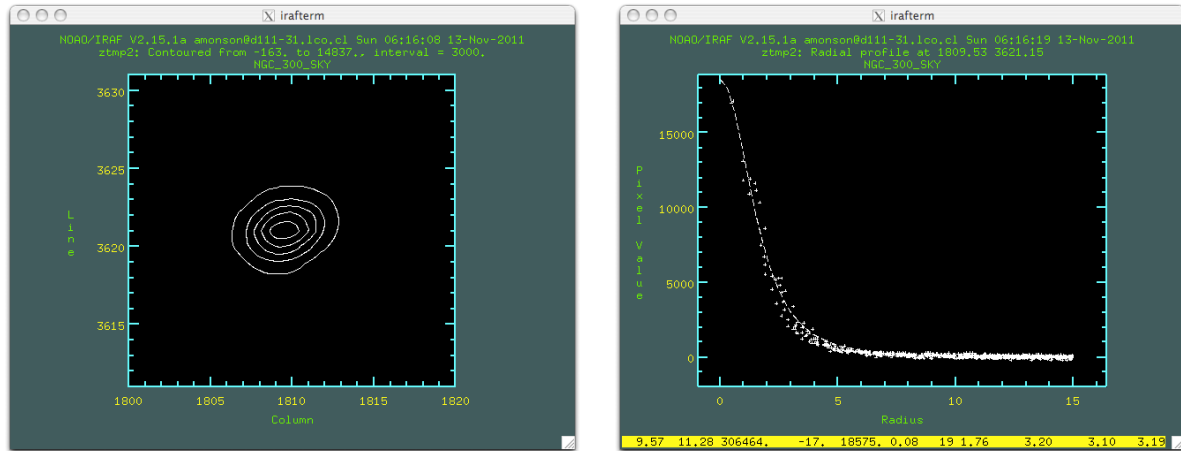 irafterm
NOAO/IRAF V2.15.1a amonson@d111-31.lco.cl Sun 06:16:08 13-Nov-2011
ztmp2: Contoured from -163. to 14837., interval = 3000.
NGC_300_SKY
3630
3625
3620
3615
Line
1800 1805 1810 1815 1820
Column
irafterm
NOAO/IRAF V2.15.1a amonson@d111-31.lco.cl Sun 06:16:19 13-Nov-2011
ztmp2: Radial profile at 1809.53 3621.15
NGC_300_SKY
15000
10000
5000
0
Pixel Value
0 5 10 15
Radius
9.57 11.28 306464. -17. 18575. 0.08 19 1.76 3.20 3.10 3.19